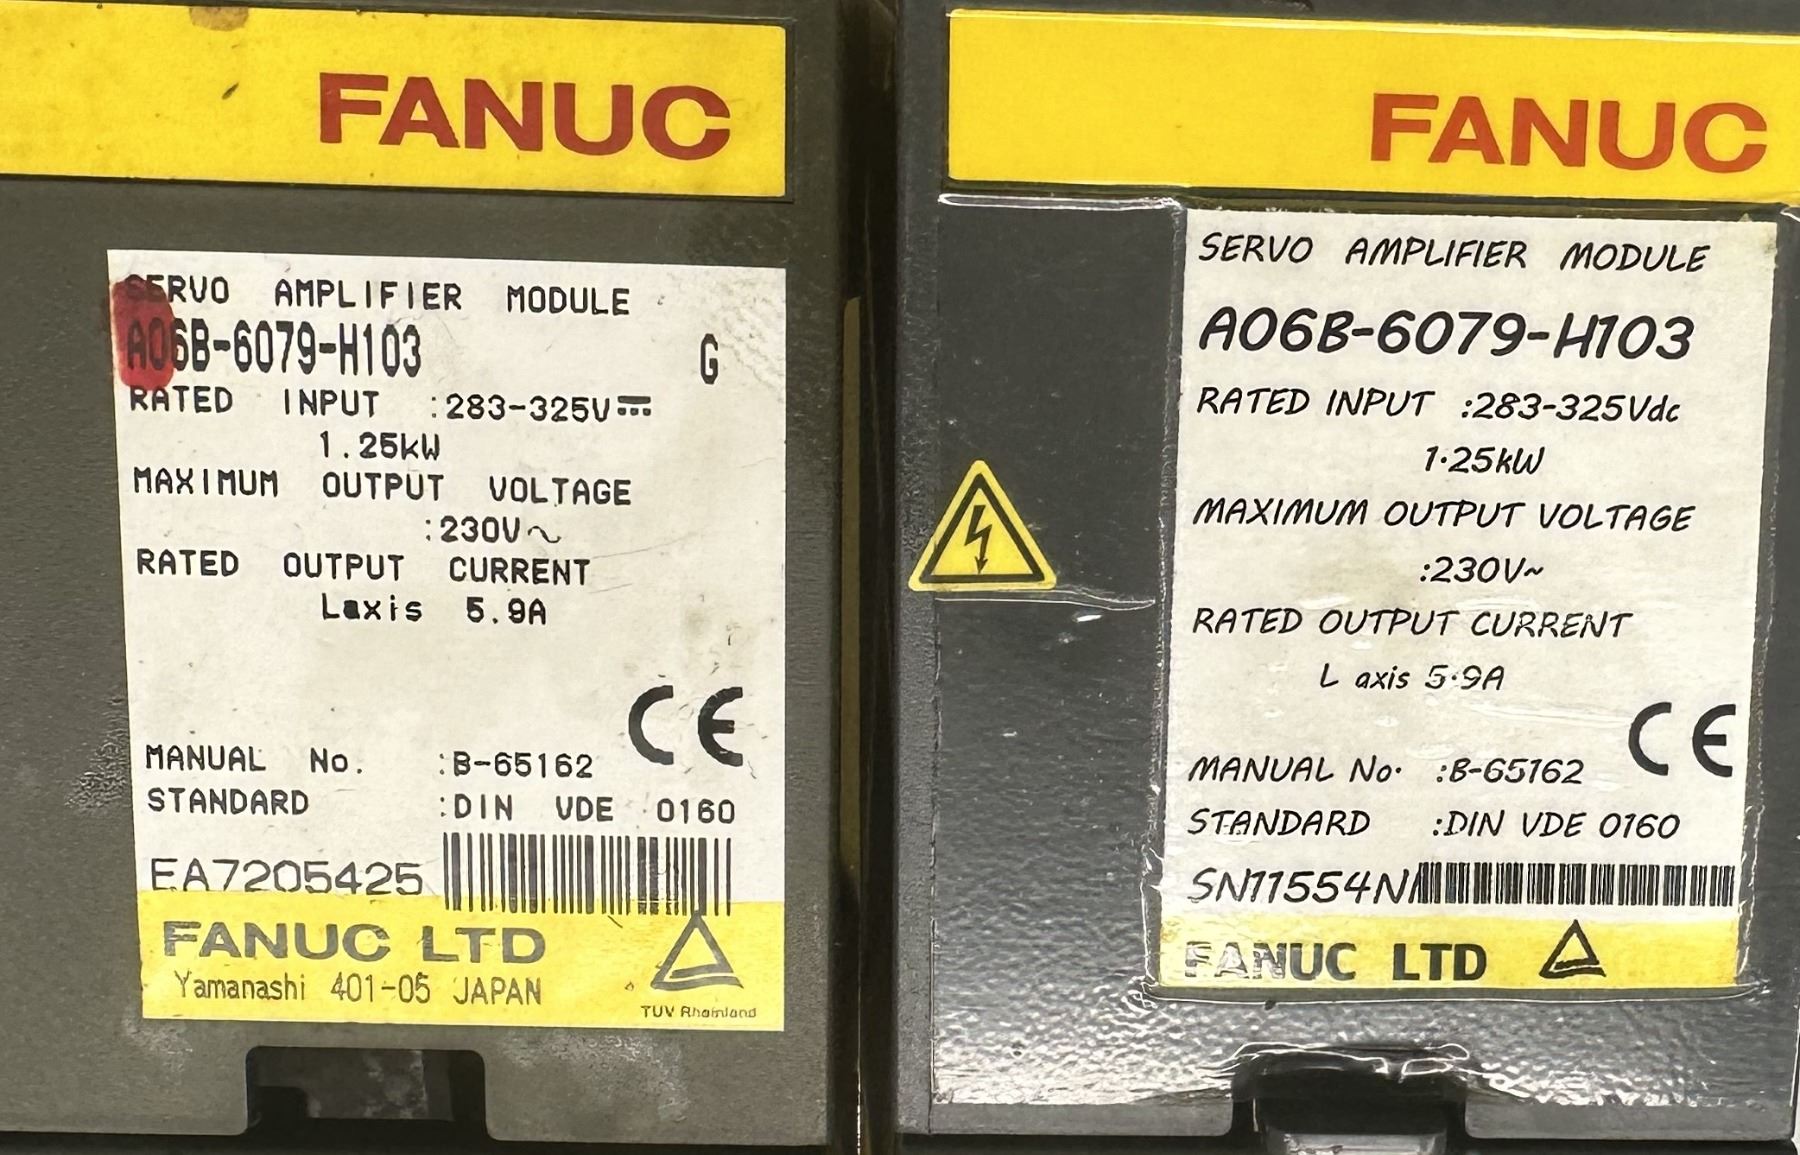 FANUC
SERVO AMPLIFIER MODULE
A06B-6079-H103 G
RATED INPUT :283-325V⎓
1.25kW
MAXIMUM OUTPUT VOLTAGE
:230V~
RATED OUTPUT CURRENT
Laxis 5.9A
CE
MANUAL No. :B-65162
STANDARD :DIN VDE 0160
EA7205425
FANUC LTD
Yamanashi 401-05 JAPAN
TUV Rheinland
FANUC
SERVO AMPLIFIER MODULE
A06B-6079-H103
RATED INPUT :283-325Vdc
1.25kW
MAXIMUM OUTPUT VOLTAGE
:230V~
RATED OUTPUT CURRENT
L axis 5.9A
CE
MANUAL No. :B-65162
STANDARD :DIN VDE 0160
SN11554N
FANUC LTD